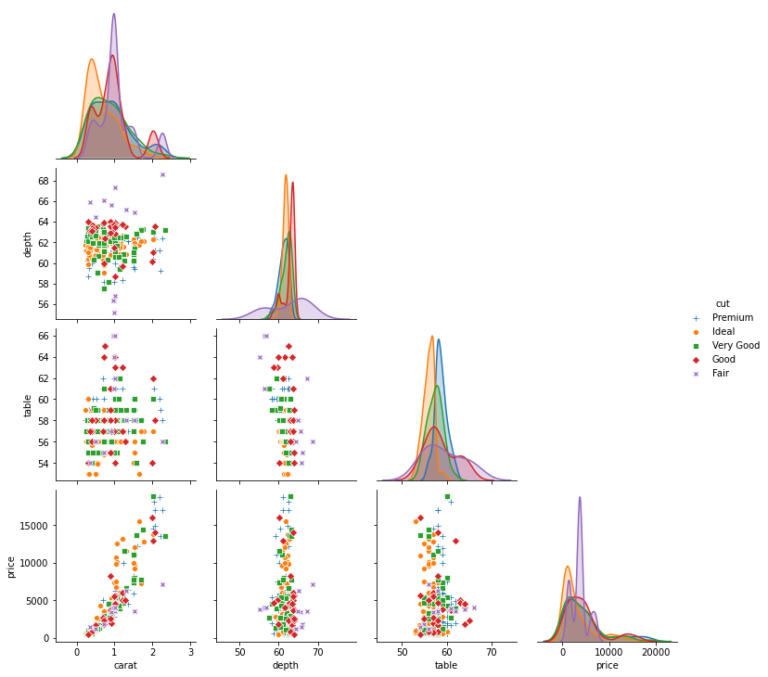 68
66
64
62
60
58
56
depth
66
64
62
60
58
56
54
table
15000
10000
5000
0
price
0 1 2 3
carat
50 60 70
depth
50 60 70
table
0 10000 20000
price
cut
Premium
Ideal
Very Good
Good
Fair